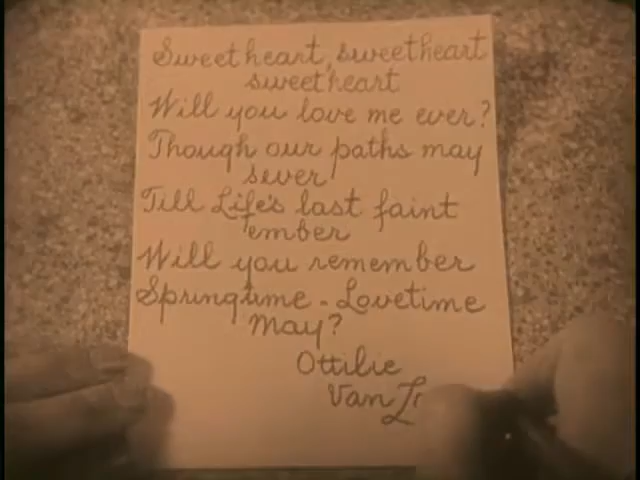 Sweetheart, sweetheart
sweetheart
Will you love me ever?
Though our paths may
sever
Till Life's last faint
ember
Will you remember
Springtime - Lovetime
May?
Ottilie
Van